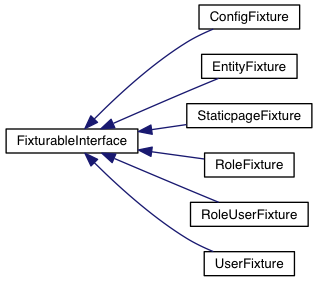 ConfigFixture
EntityFixture
StaticpageFixture
FixturableInterface
RoleFixture
RoleUserFixture
UserFixture